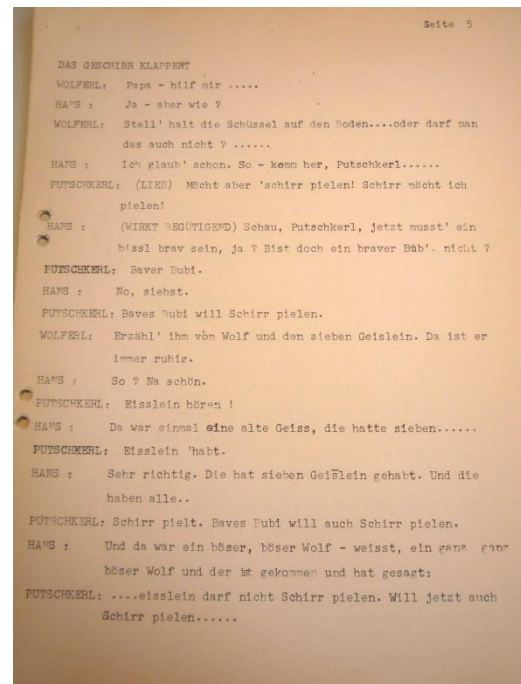 Seite 5
DAS GESCHIRR KLAPPERT
WOLFERL: Papa - hilf mir .....
HANS : Ja - aber wie ?
WOLFERL: Stell' halt die Schüssel auf den Boden....oder darf man
das auch nicht ? ......
HANS : Ich glaub' schon. So - komm her, Putschkerl......
PUTSCHKERL: (LIEB) Möcht aber 'schirr pielen! Schirr möcht ich
pielen!
HANS : (WIRKT BEGÜTIGEND) Schau, Putschkerl, jetzt musst' ein
bissl brav sein, ja ? Bist doch ein braver Bub'. nicht ?
PUTSCHKERL: Baver Bubi.
HANS : No, siehst.
PUTSCHKERL: Baves Bubi will Schirr pielen.
WOLFERL: Erzähl' ihm vom Wolf und den sieben Geislein. Da ist er
immer ruhig.
HANS : So ? Na schön.
PUTSCHKERL: Eisslein hören !
HANS : Da war einmal eine alte Geiss, die hatte sieben......
PUTSCHKERL: Eisslein 'habt.
HANS : Sehr richtig. Die hat sieben Geislein gehabt. Und die
haben alle..
PUTSCHKERL: Schirr pielt. Baves Bubi will auch Schirr pielen.
HANS : Und da war ein böser, böser Wolf - weisst, ein ganz ganz
böser Wolf und der ist gekommen und hat gesagt:
PUTSCHKERL: ....eisslein darf nicht Schirr pielen. Will jetzt auch
Schirr pielen......